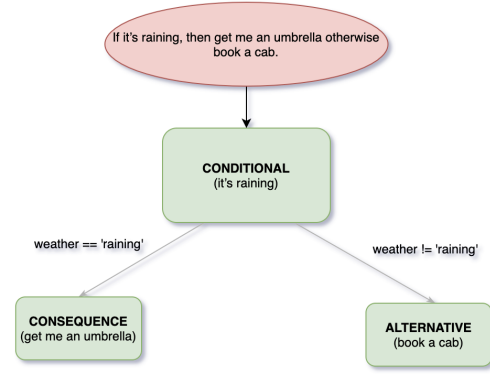 If it's raining, then get me an umbrella otherwise
book a cab.
CONDITIONAL
(it's raining)
weather == 'raining'
weather != 'raining'
CONSEQUENCE
(get me an umbrella)
ALTERNATIVE
(book a cab)